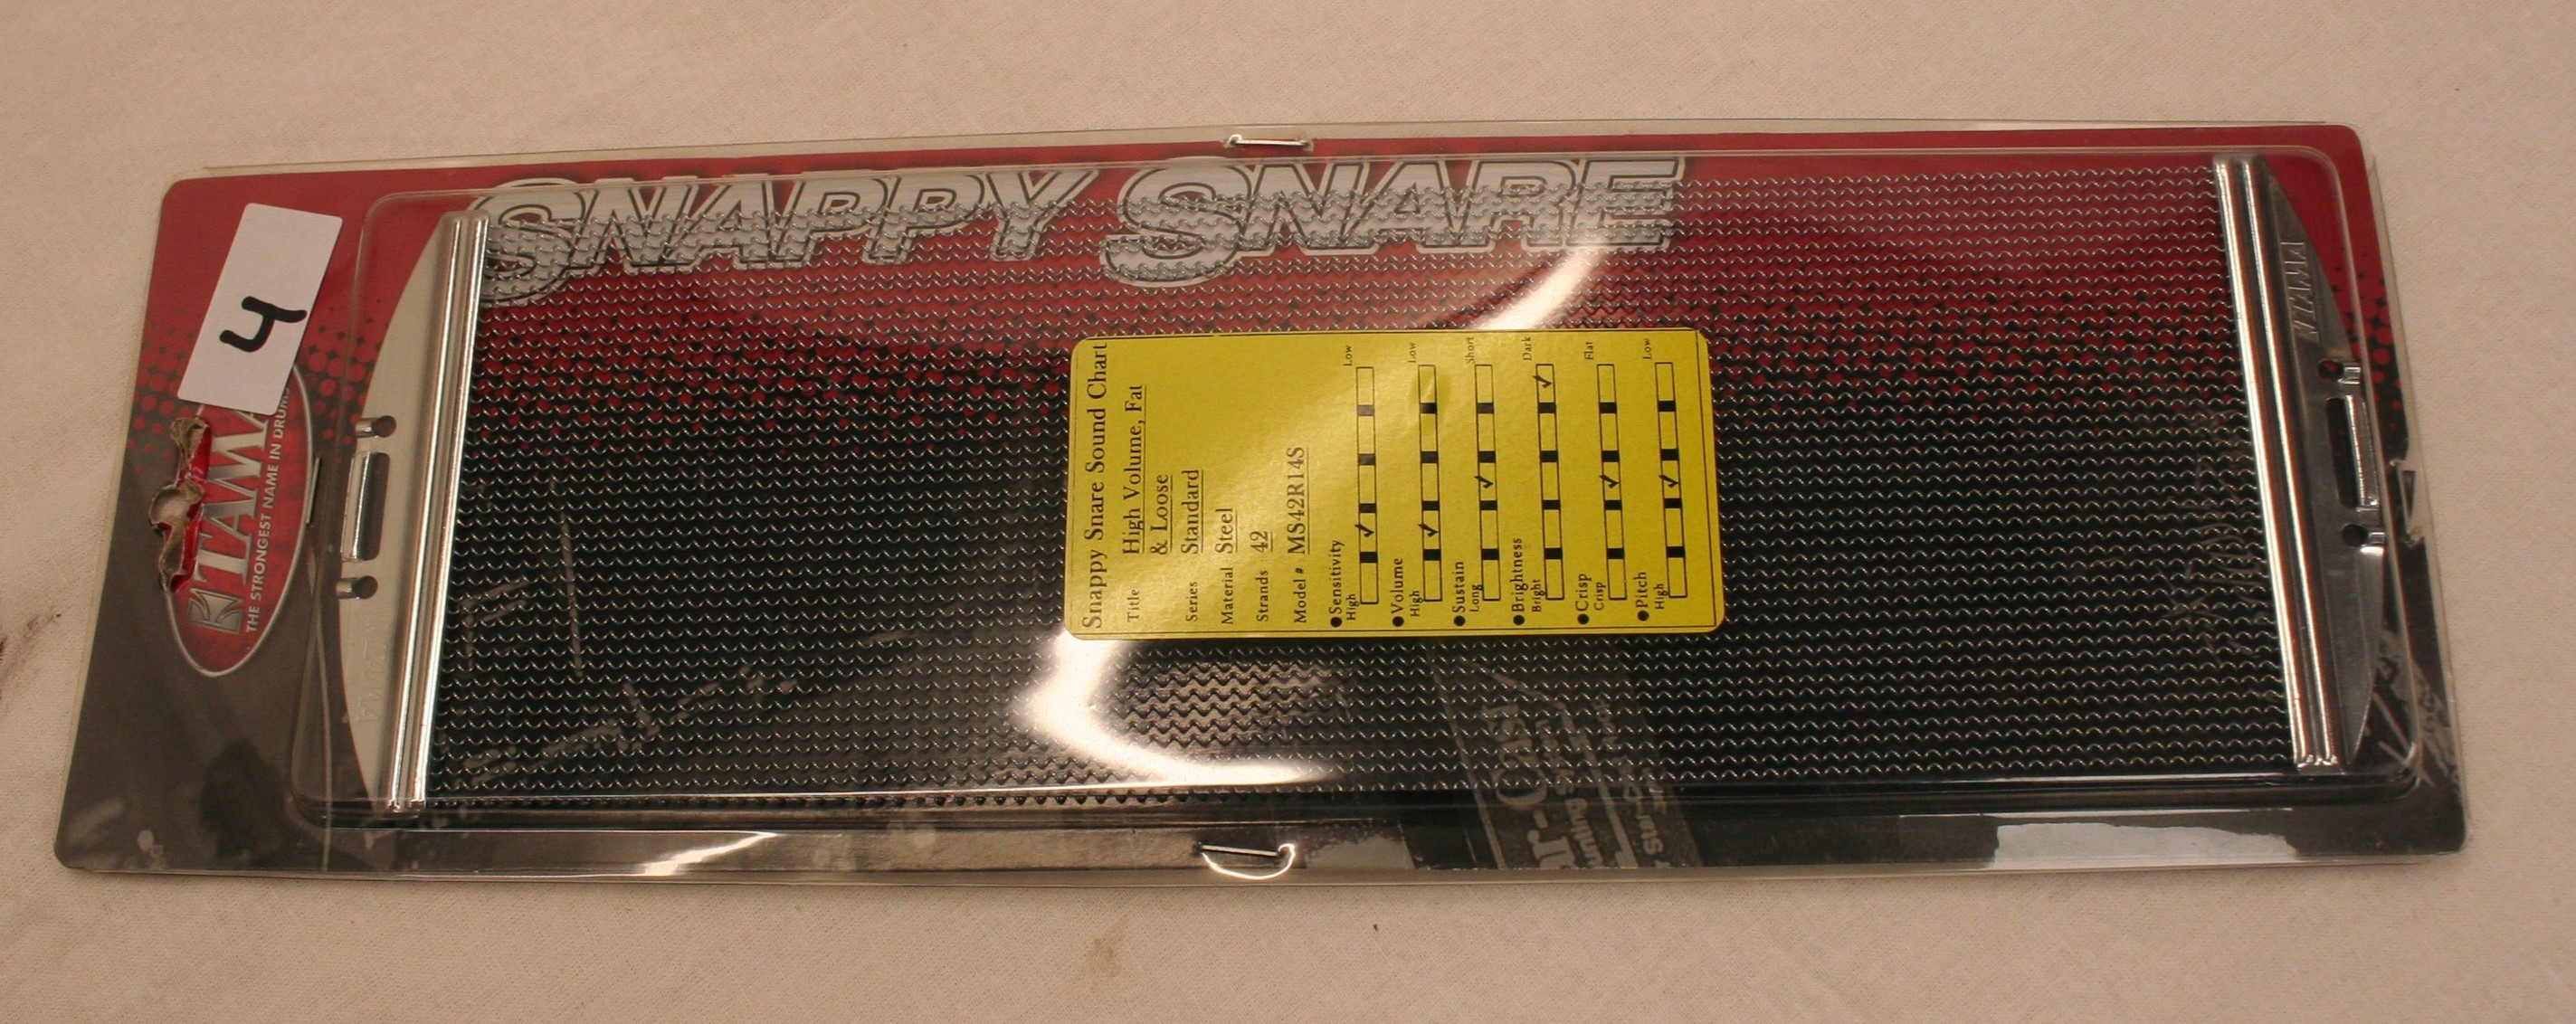 SNAPPY SNARE
4
TAMA
THE STRONGEST NAME IN DRUMS
Snappy Snare Sound Chart
Title High Volume, Fat
& Loose
Series Standard
Material Steel
Strands 42
Model # MS42R14S
●Sensitivity
High Low
●Volume
High Low
●Sustain
Long Short
●Brightness
Bright Dark
●Crisp
Crisp Flat
●Pitch
High Low
TAMA